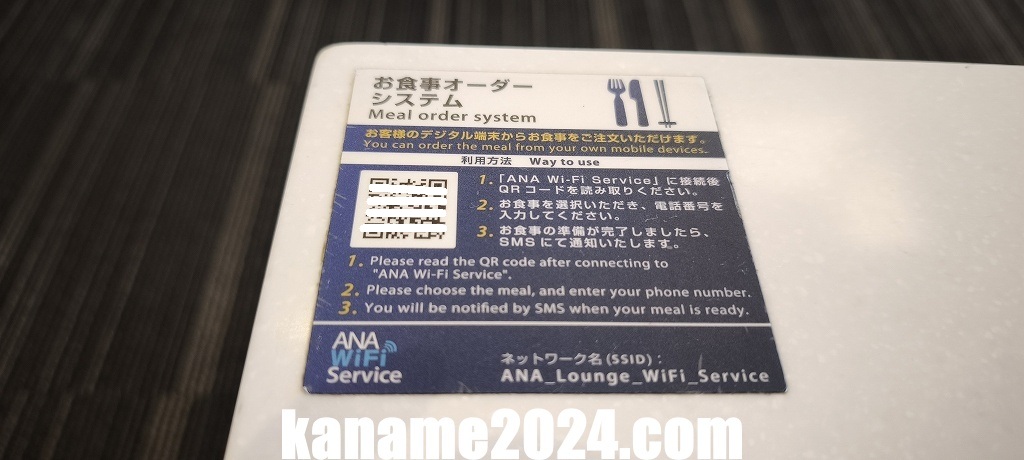 お食事オーダー
システム
Meal order system
お客様のデジタル端末からお食事をご注文いただけます。
You can order the meal from your own mobile devices.
利用方法 Way to use
1. 「ANA Wi-Fi Service」に接続後
QRコードを読み取りください。
2. お食事を選択いただき、電話番号を
入力してください。
3. お食事の準備が完了しましたら、
SMSにて通知いたします。
1. Please read the QR code after connecting to
"ANA Wi-Fi Service".
2. Please choose the meal, and enter your phone number.
3. You will be notified by SMS when your meal is ready.
ANA
WiFi
Service
ネットワーク名 (SSID) :
ANA_Lounge_WiFi_Service
kaname2024.com